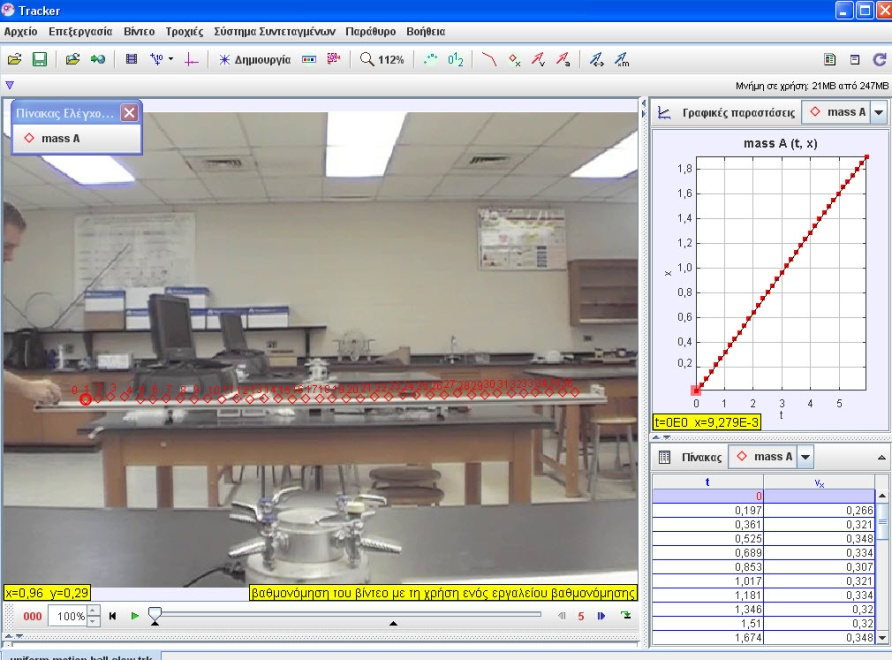 Tracker
Αρχείο Επεξεργασία Βίντεο Τροχιές Σύστημα Συντεταγμένων Παράθυρο Βοήθεια
112% Δημιουργία
Μνήμη σε χρήση: 21MB από 247MB
Πίνακας Ελέγχο...
mass A
Γραφικές παραστάσεις mass A
mass A (t, x)
1,8
1,6
1,4
1,2
x 1,0
0,8
0,6
0,4
0,2
0 1 2 3 4 5
t
t=0E0 x=9,279E-3
Πίνακας mass A
t vx
0
0,197 0,266
0,361 0,321
0,525 0,348
0,689 0,334
0,853 0,307
1,017 0,321
1,181 0,334
1,346 0,32
1,51 0,32
1,674 0,348
x=0,96 y=0,29
βαθμονόμηση του βίντεο με τη χρήση ενός εργαλείου βαθμονόμησης
000 100% 5
uniform motion ball slow.trk